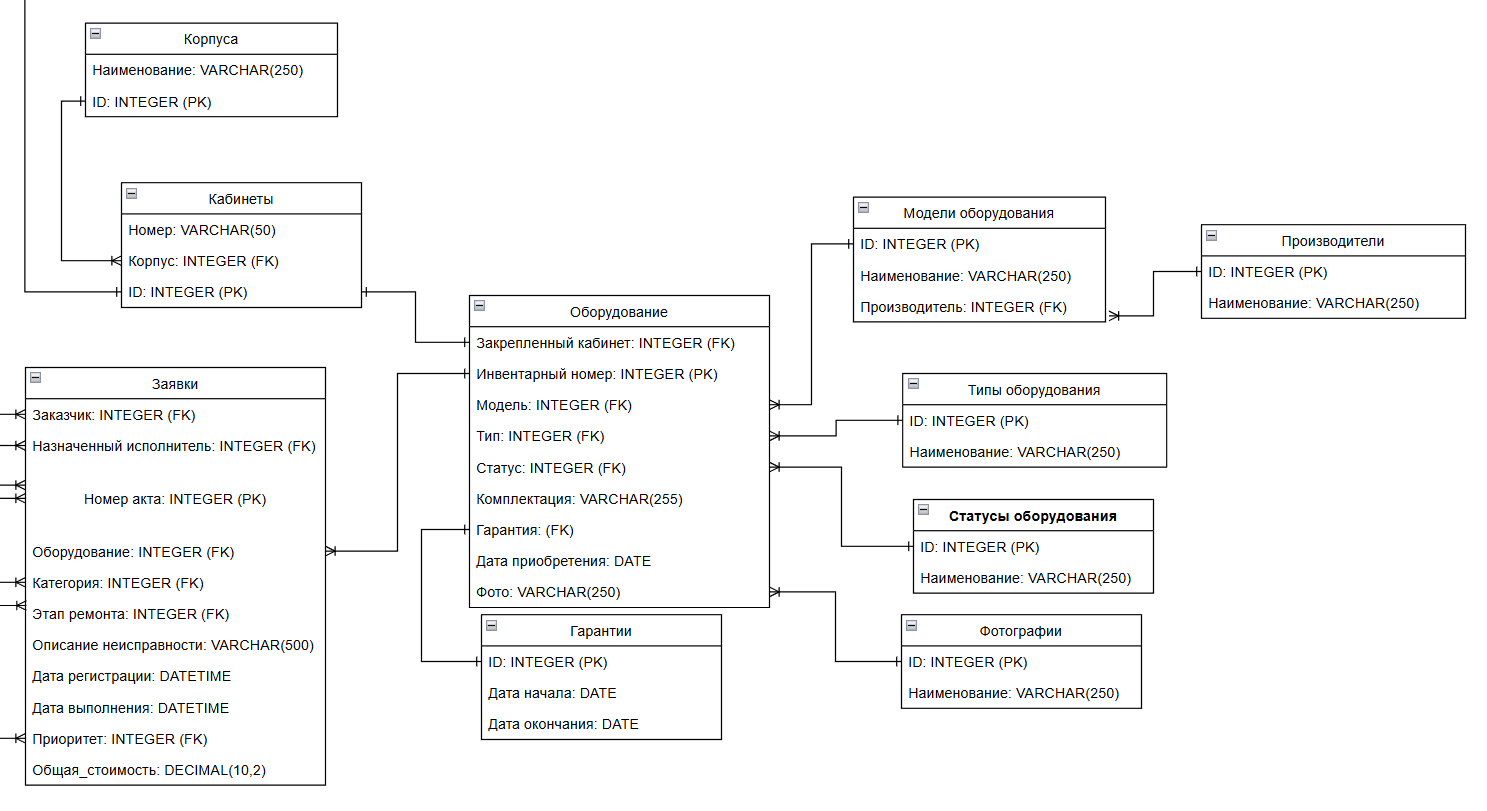 Корпуса
Наименование: VARCHAR(250)
ID: INTEGER (PK)
Кабинеты
Номер: VARCHAR(50)
Корпус: INTEGER (FK)
ID: INTEGER (PK)
Заявки
Заказчик: INTEGER (FK)
Назначенный исполнитель: INTEGER (FK)
Номер акта: INTEGER (PK)
Оборудование: INTEGER (FK)
Категория: INTEGER (FK)
Этап ремонта: INTEGER (FK)
Описание неисправности: VARCHAR(500)
Дата регистрации: DATETIME
Дата выполнения: DATETIME
Приоритет: INTEGER (FK)
Общая_стоимость: DECIMAL(10,2)
Оборудование
Закрепленный кабинет: INTEGER (FK)
Инвентарный номер: INTEGER (PK)
Модель: INTEGER (FK)
Тип: INTEGER (FK)
Статус: INTEGER (FK)
Комплектация: VARCHAR(255)
Гарантия: (FK)
Дата приобретения: DATE
Фото: VARCHAR(250)
Гарантии
ID: INTEGER (PK)
Дата начала: DATE
Дата окончания: DATE
Модели оборудования
ID: INTEGER (PK)
Наименование: VARCHAR(250)
Производитель: INTEGER (FK)
Производители
ID: INTEGER (PK)
Наименование: VARCHAR(250)
Типы оборудования
ID: INTEGER (PK)
Наименование: VARCHAR(250)
Статусы оборудования
ID: INTEGER (PK)
Наименование: VARCHAR(250)
Фотографии
ID: INTEGER (PK)
Наименование: VARCHAR(250)